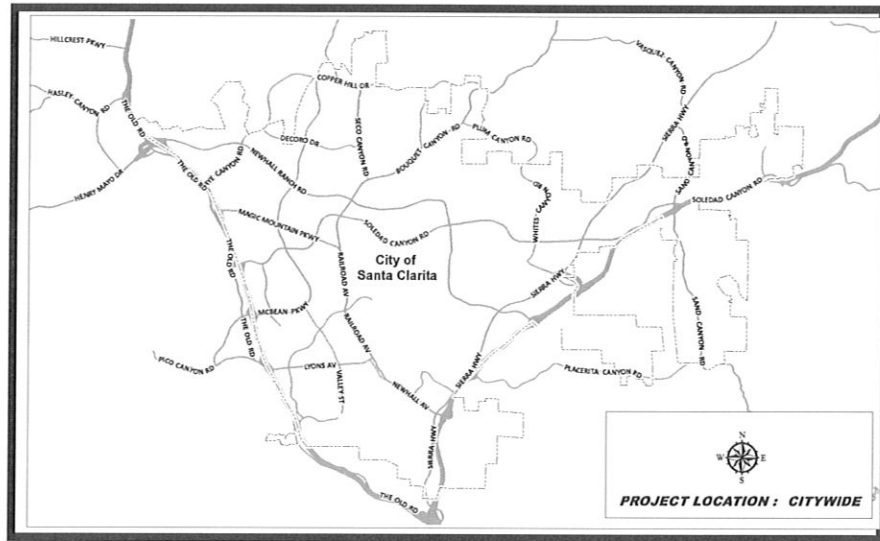 HILLCREST PKWY
HASLEY CANYON RD
THE OLD RD
HENRY MAYO DR
THE OLD RD
DYE CANYON RD
NEWHALL RANCH RD
DECORO DR
COPPER HILL DR
SECO CANYON RD
BOUQUET CANYON RD
PLUM CANYON RD
VASQUEZ CANYON RD
SIERRA HWY
SAND CANYON RD
SOLEDAD CANYON RD
WHITES CANYON RD
MAGIC MOUNTAIN PKWY
SOLEDAD CANYON RD
THE OLD RD
RAILROAD AV
City of
Santa Clarita
SIERRA HWY
MCBEAN PKWY
RAILROAD AV
THE OLD RD
PICO CANYON RD
LYONS AV
VALLEY ST
NEWHALL AV
SIERRA HWY
PLACERITA CANYON RD
SAND CANYON RD
SIERRA HWY
THE OLD RD
N
W E
S
PROJECT LOCATION : CITYWIDE